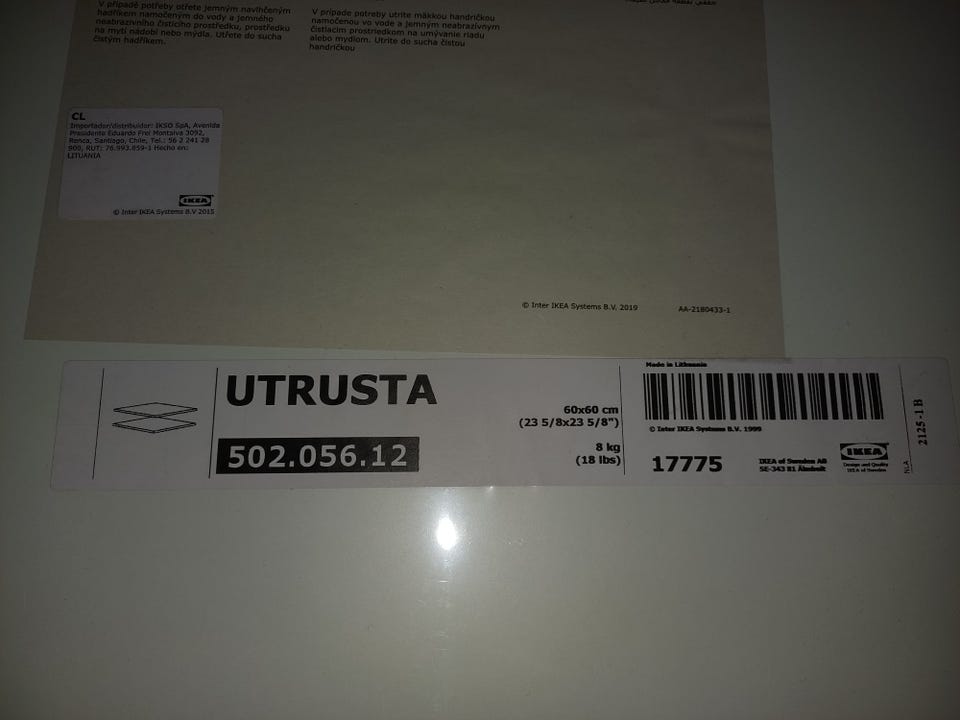 V případě potřeby otřete jemným navlhčeným
hadříkem namočeným do vody a jemného
neabrazivního čisticího prostředku, prostředku
na mytí nádobí nebo mýdla. Utřete do sucha
čistým hadříkem.
V prípade potreby utrite mäkkou handričkou
namočenou vo vode a jemným neabrazívnym
čistiacim prostriedkom na umývanie riadu
alebo mydlom. Utrite do sucha čistou
handričkou
CL
Importador/distribuidor: IKSO SpA, Avenida
Presidente Eduardo Frei Montalva 3092,
Renca, Santiago, Chile, Tel.: 56 2 241 28
800, RUT: 76.993.859-1 Hecho en:
LITUANIA
IKEA
© Inter IKEA Systems B.V 2015
© Inter IKEA Systems B.V. 2019
AA-2180433-1
UTRUSTA
502.056.12
60x60 cm
(23 5/8x23 5/8")
8 kg
(18 lbs)
Made in Lithuania
© Inter IKEA Systems B.V. 1999
17775
IKEA of Sweden AB
SE-343 81 Älmhult
IKEA
Design and Quality
IKEA of Sweden
NLA
2125-1 B